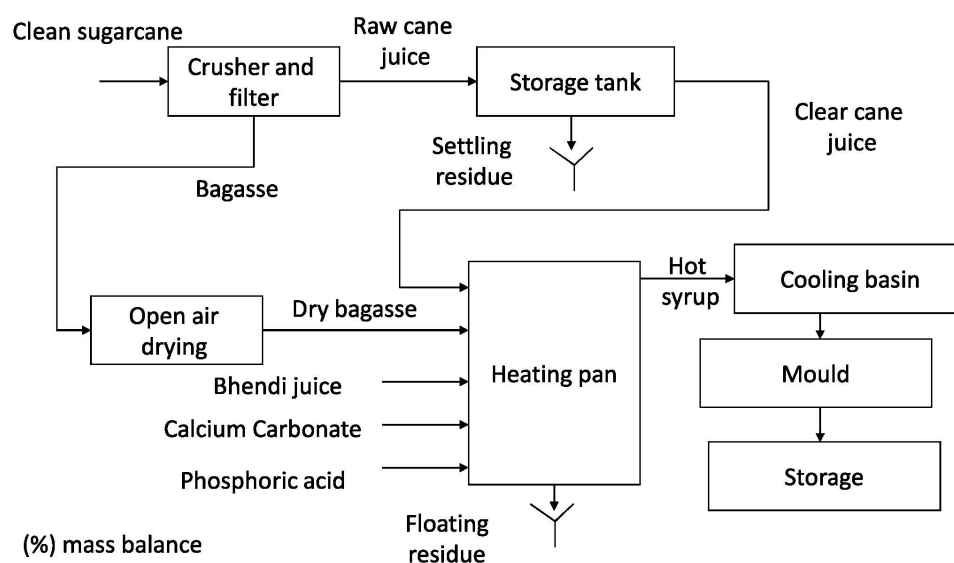 Clean sugarcane
Raw cane
juice
Crusher and
filter
Storage tank
Clear cane
juice
Settling
residue
Bagasse
Hot
syrup
Cooling basin
Open air
drying
Dry bagasse
Heating pan
Mould
Bhendi juice
Calcium Carbonate
Phosphoric acid
Storage
Floating
residue
(%) mass balance